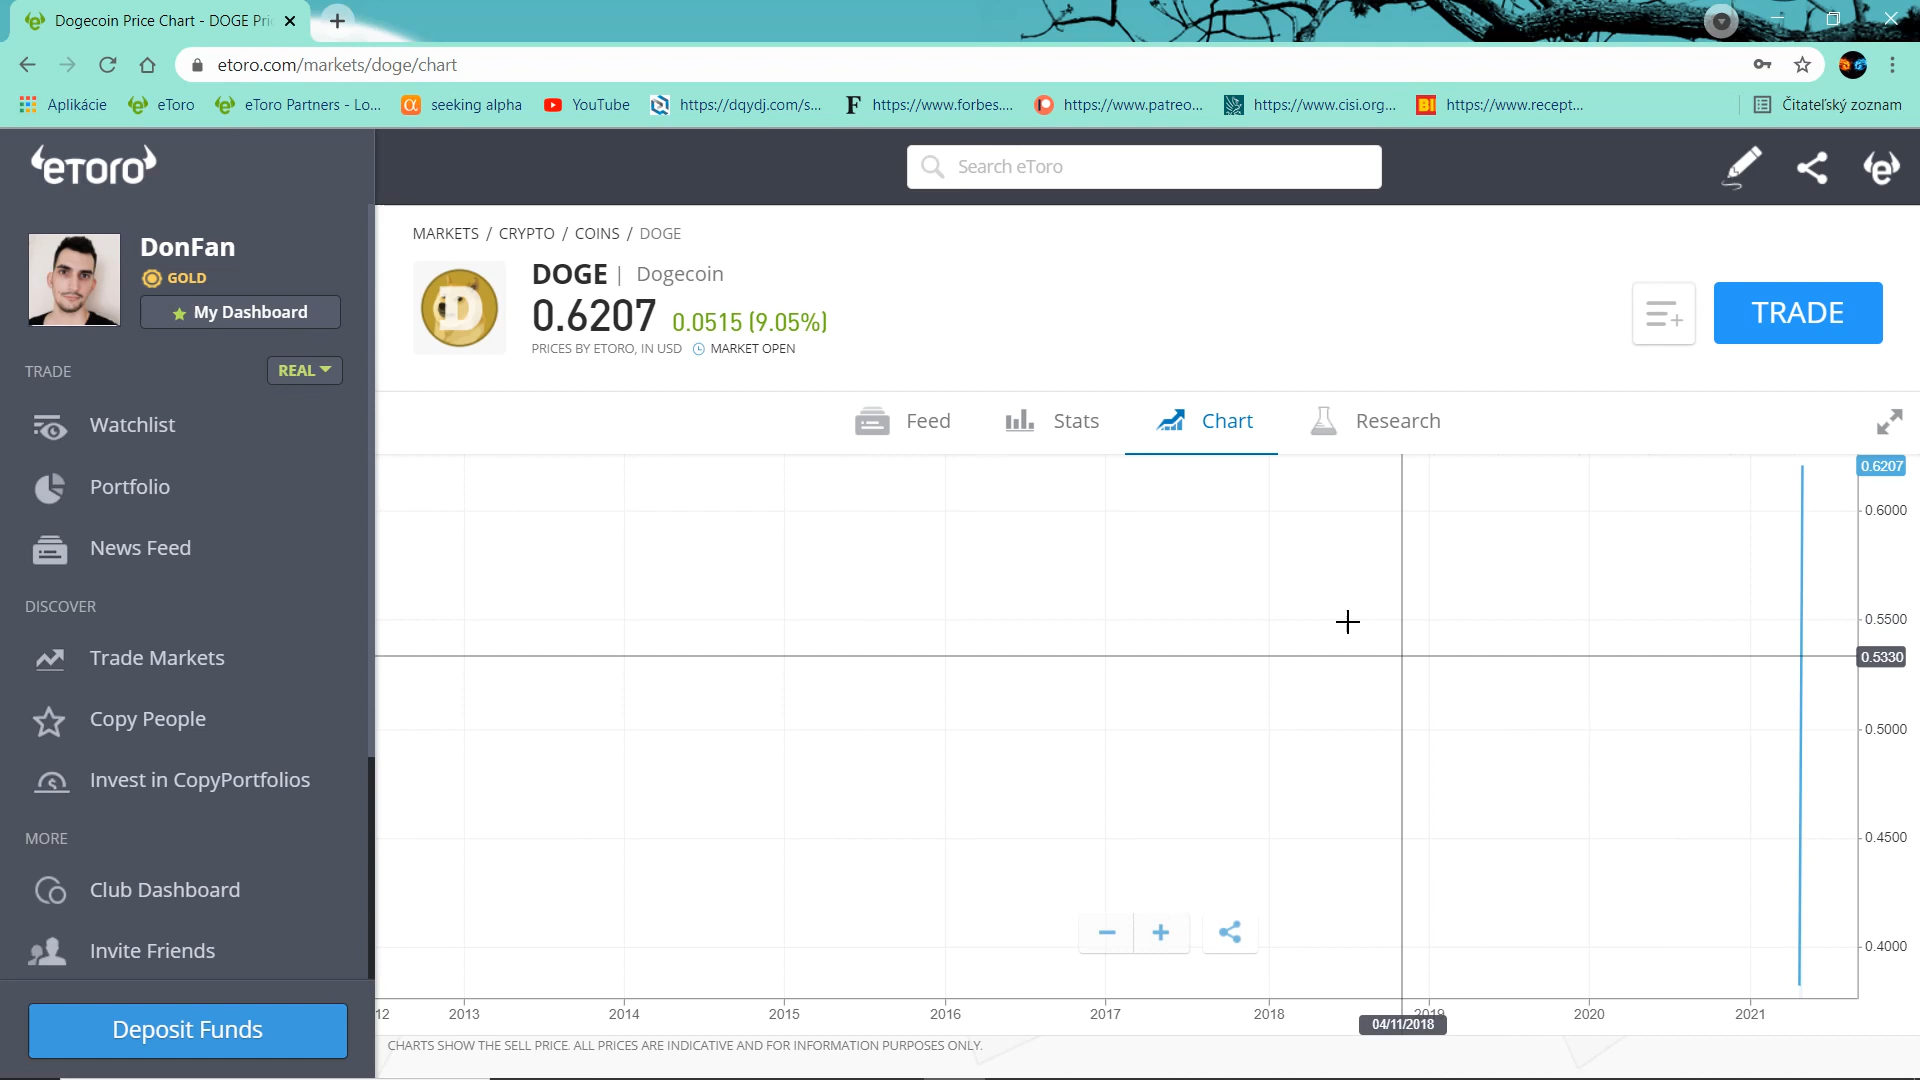 Dogecoin Price Chart - DOGE Pri
etoro.com/markets/doge/chart
Aplikácie
eToro
eToro Partners - Lo...
seeking alpha
YouTube
https://dqydj.com/s...
https://www.forbes....
https://www.patreo...
https://www.cisi.org...
https://www.recept...
Čitateľský zoznam
eToro
Search eToro
DonFan
GOLD
My Dashboard
TRADE
REAL
Watchlist
Portfolio
News Feed
DISCOVER
Trade Markets
Copy People
Invest in CopyPortfolios
MORE
Club Dashboard
Invite Friends
Deposit Funds
MARKETS / CRYPTO / COINS / DOGE
DOGE | Dogecoin
0.6207 0.0515 (9.05%)
PRICES BY ETORO, IN USD MARKET OPEN
TRADE
Feed
Stats
Chart
Research
0.6207
0.6000
0.5500
0.5330
0.5000
0.4500
0.4000
12
2013
2014
2015
2016
2017
2018
2019
2020
2021
04/11/2018
CHARTS SHOW THE SELL PRICE. ALL PRICES ARE INDICATIVE AND FOR INFORMATION PURPOSES ONLY.